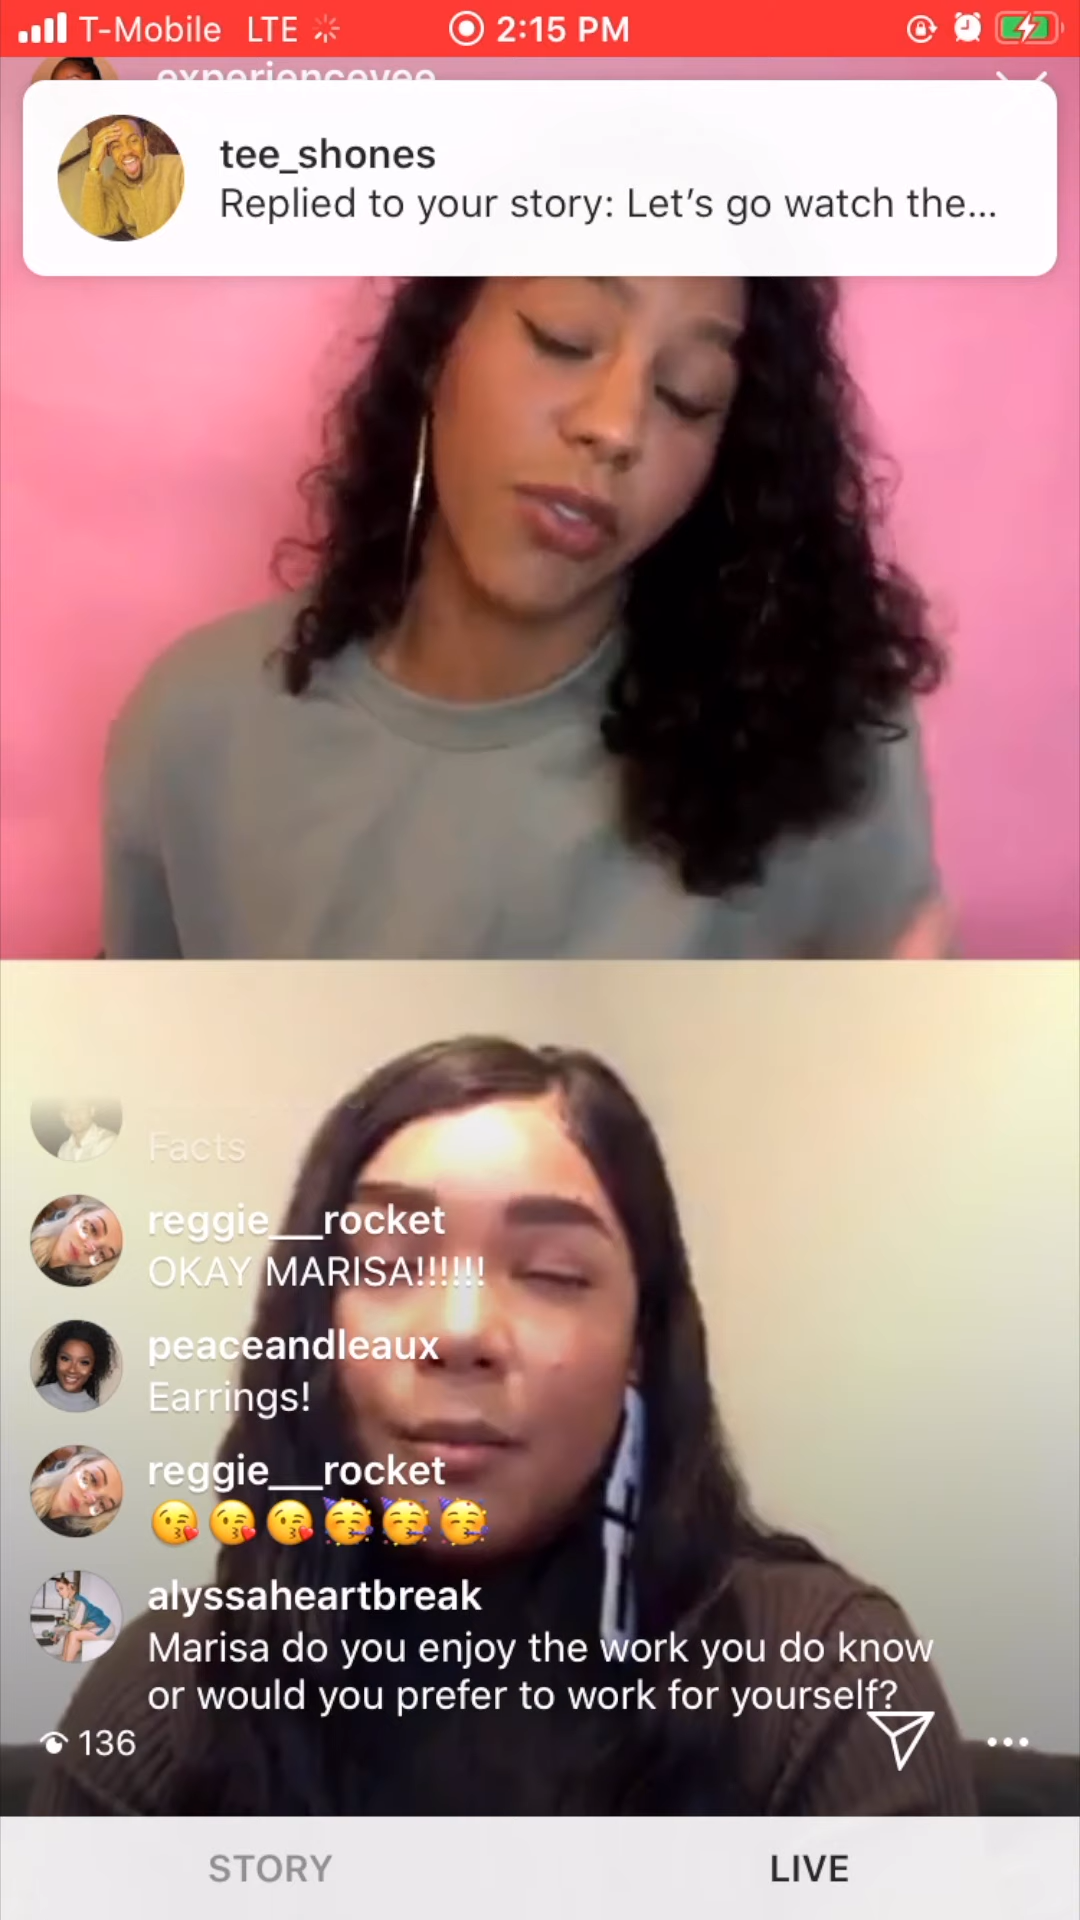 T-Mobile LTE 2:15 PM
experiencevee
tee_shones
Replied to your story: Let's go watch the...
Facts
reggie__rocket
OKAY MARISA!!!!!!
peaceandleaux
Earrings!
reggie__rocket
😘😘😘🥳🥳🥳
alyssaheartbreak
Marisa do you enjoy the work you do know
or would you prefer to work for yourself?
136
STORY LIVE